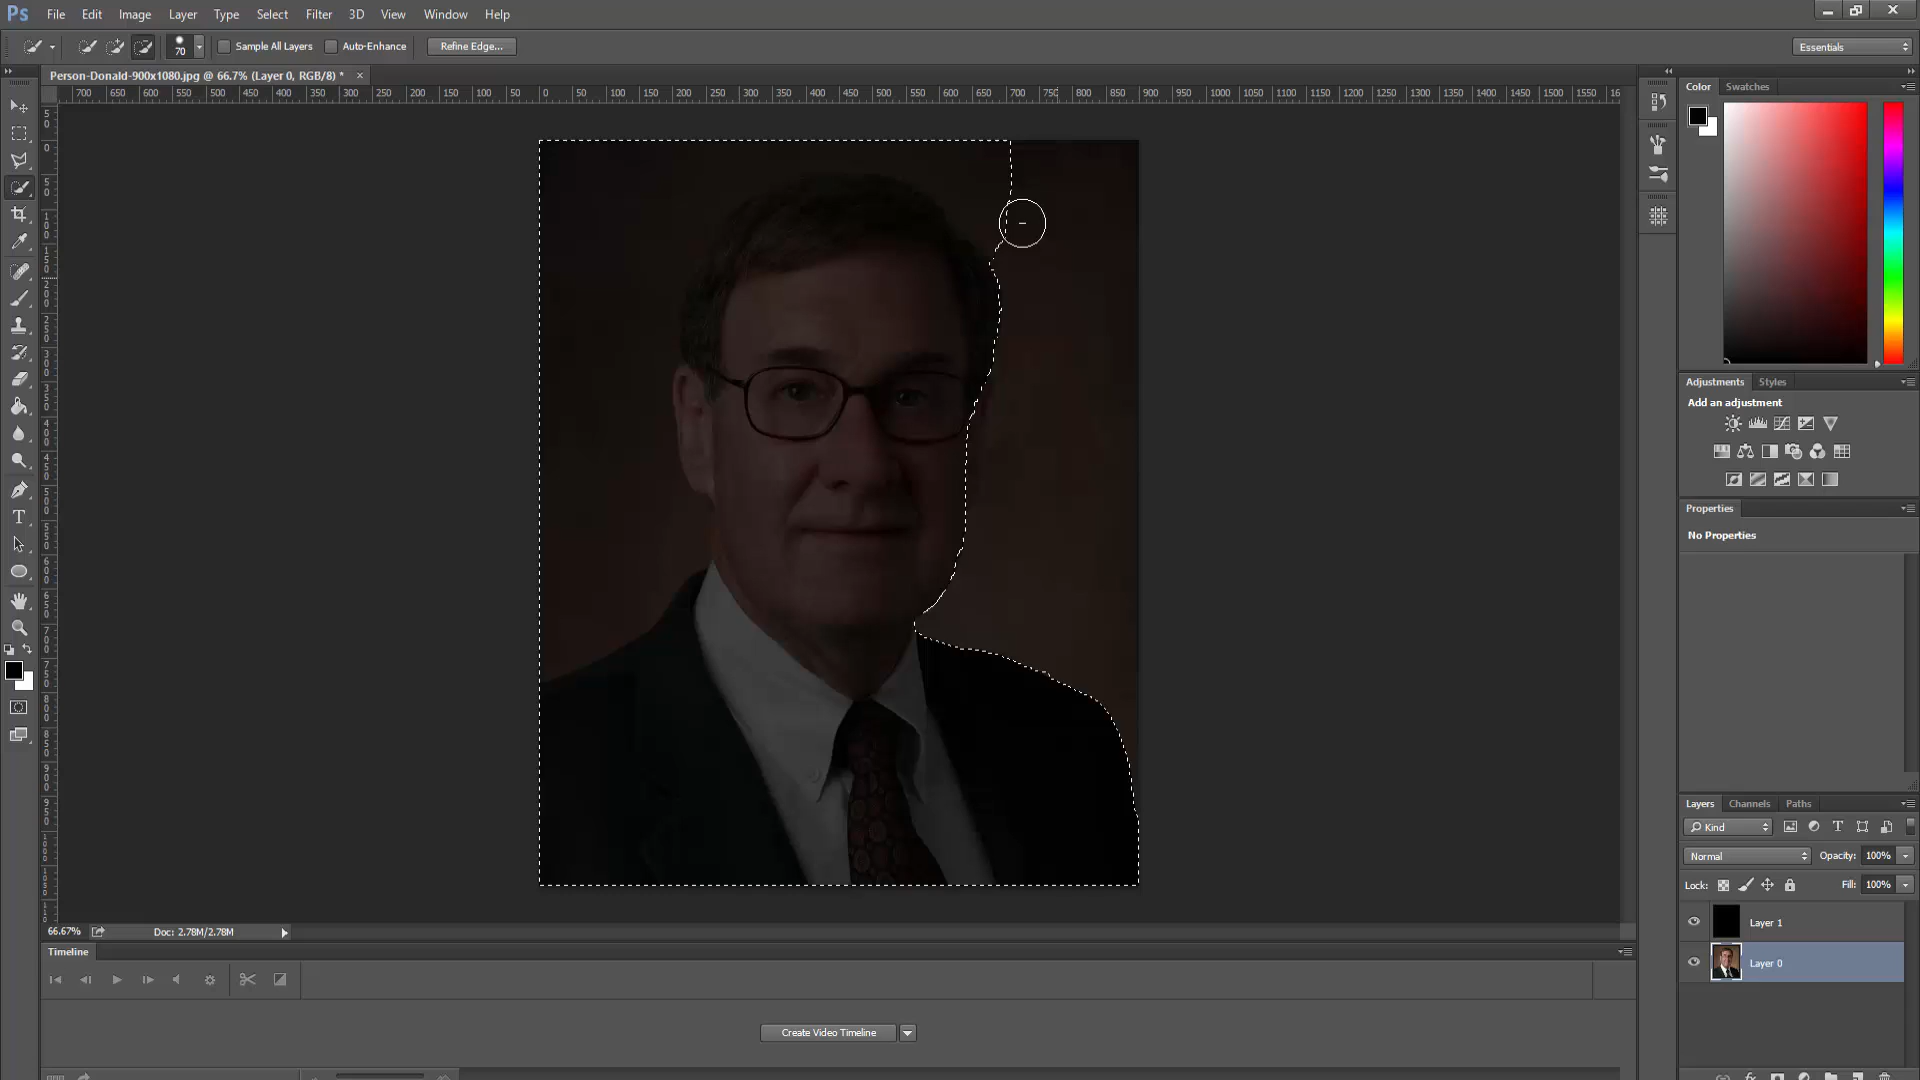 Ps File Edit Image Layer Type Select Filter 3D View Window Help
70 Sample All Layers Auto-Enhance Refine Edge... Essentials
Person-Donald-900x1080.jpg @ 66.7% (Layer 0, RGB/8) * ×
700 650 600 550 500 450 400 350 300 250 200 150 100 50 0 50 100 150 200 250 300 350 400 450 500 550 600 650 700 750 800 850 900 950 1000 1050 1100 1150 1200 1250 1300 1350 1400 1450 1500 1550
Color Swatches
Adjustments Styles
Add an adjustment
Properties
No Properties
Layers Channels Paths
Kind
Normal Opacity: 100%
Lock: Fill: 100%
Layer 1
Layer 0
66.67% Doc: 2.78M/2.78M
Timeline
Create Video Timeline